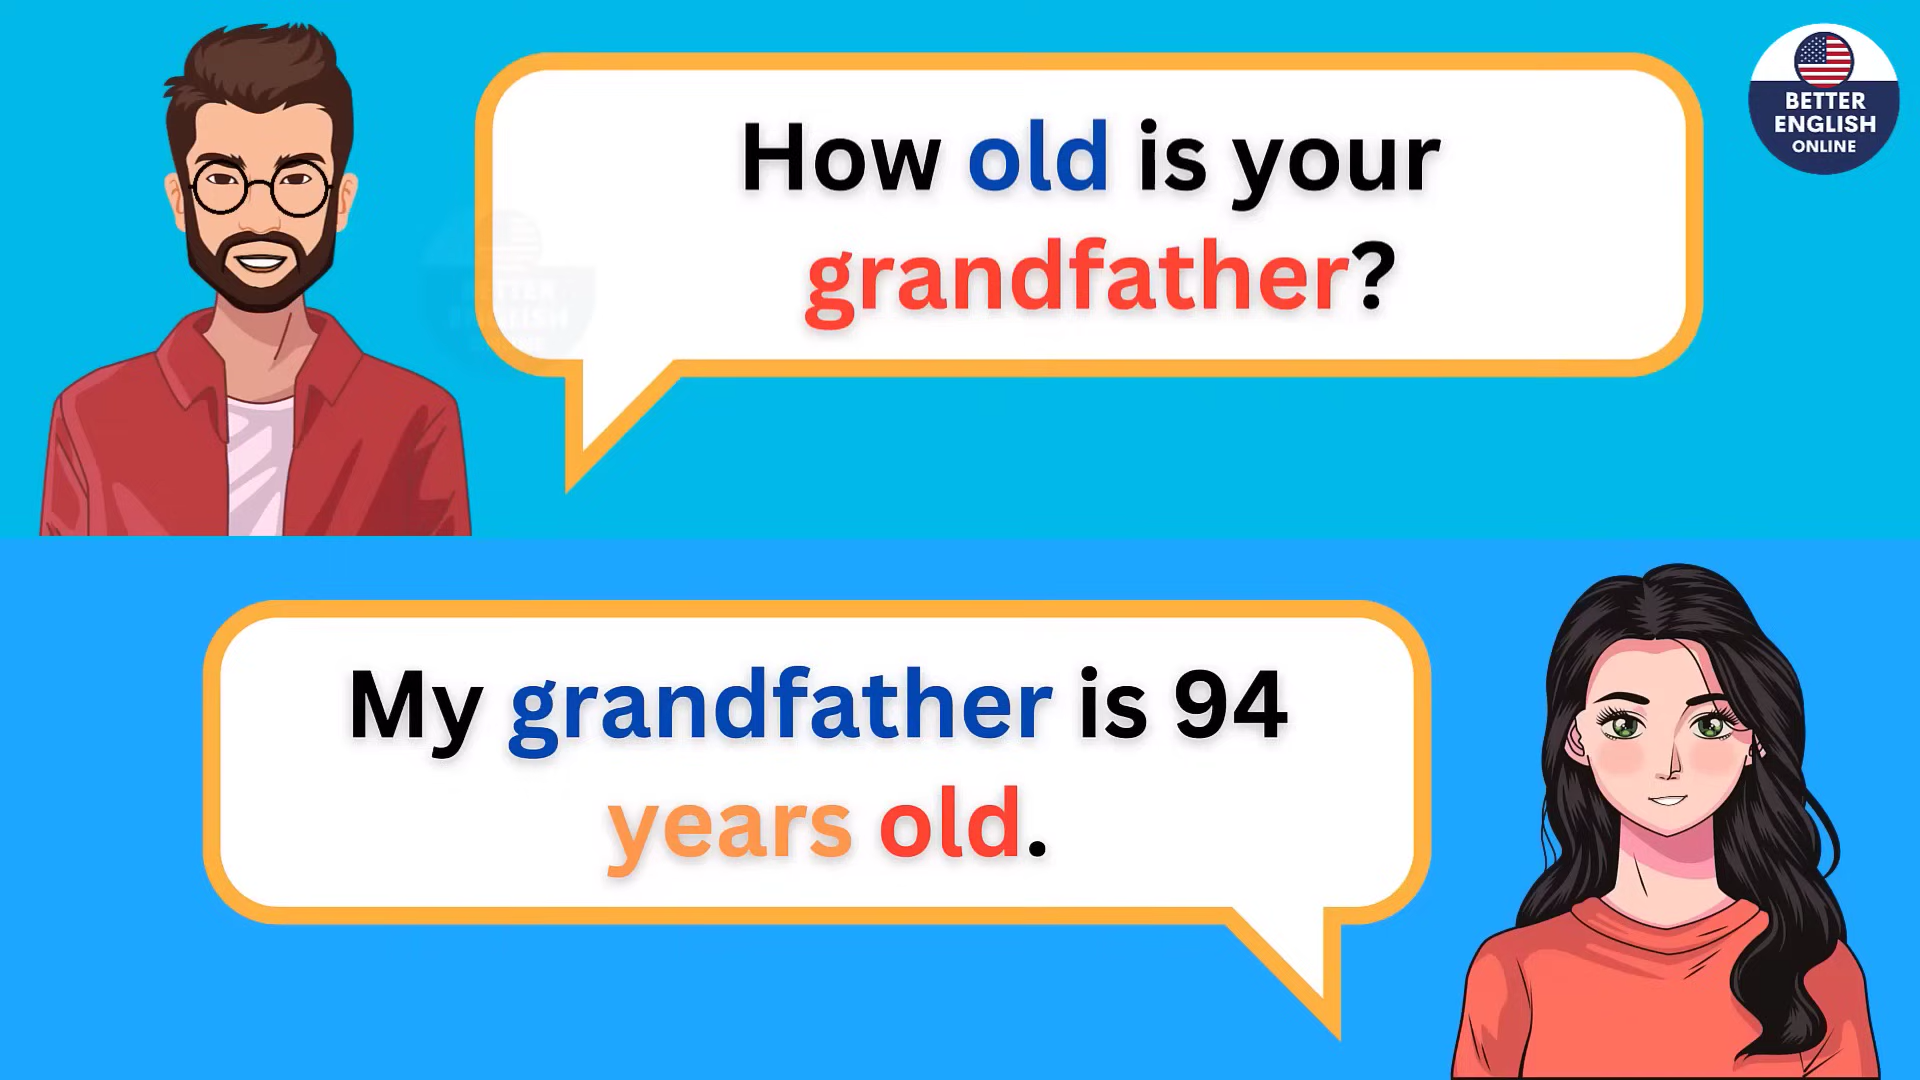 How old is your
grandfather?
BETTER
ENGLISH
ONLINE
My grandfather is 94
years old.